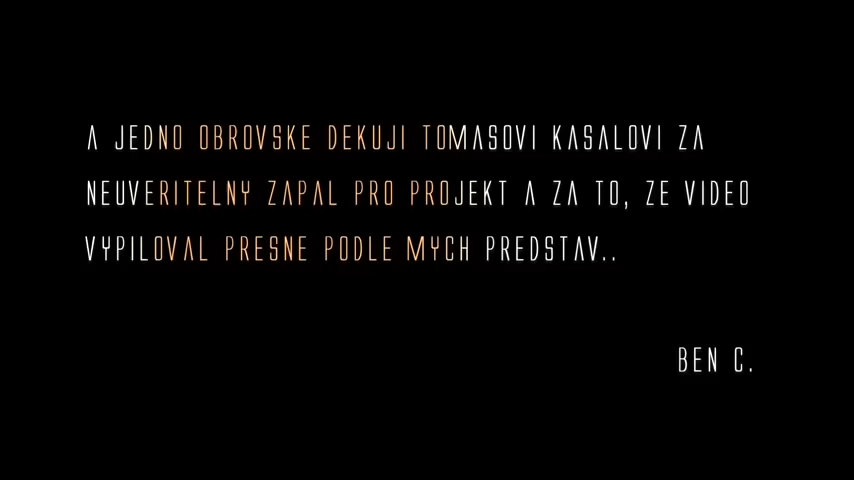 A JEDNO OBROVSKE DEKUJI TOMASOVI KASALOVI ZA
NEUVERITELNY ZAPAL PRO PROJEKT A ZA TO, ZE VIDEO
VYPILOVAL PRESNE PODLE MYCH PREDSTAV..
BEN C.